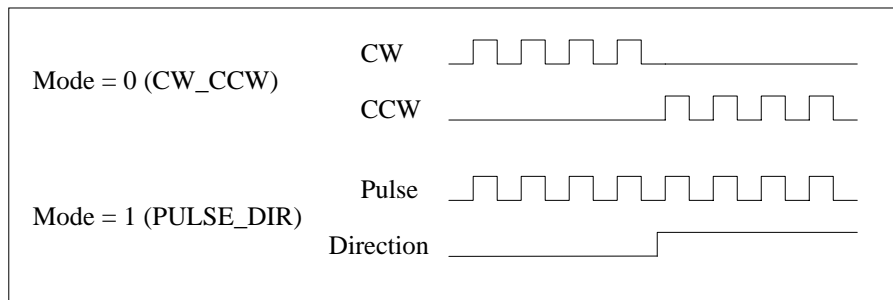 CW
Mode = 0 (CW_CCW)
CCW
Pulse
Mode = 1 (PULSE_DIR)
Direction